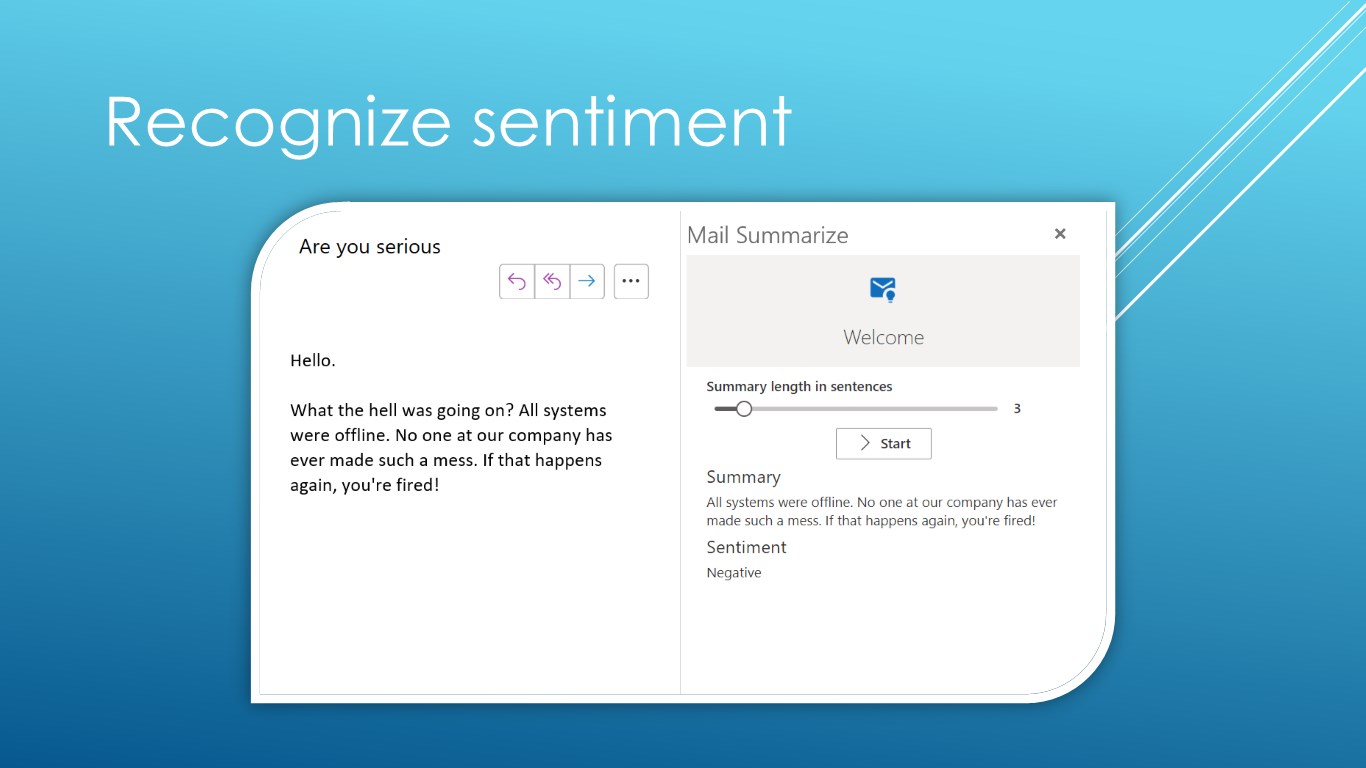 Recognize sentiment
Are you serious
Hello.
What the hell was going on? All systems
were offline. No one at our company has
ever made such a mess. If that happens
again, you're fired!
Mail Summarize
Welcome
Summary length in sentences
3
Start
Summary
All systems were offline. No one at our company has ever
made such a mess. If that happens again, you're fired!
Sentiment
Negative